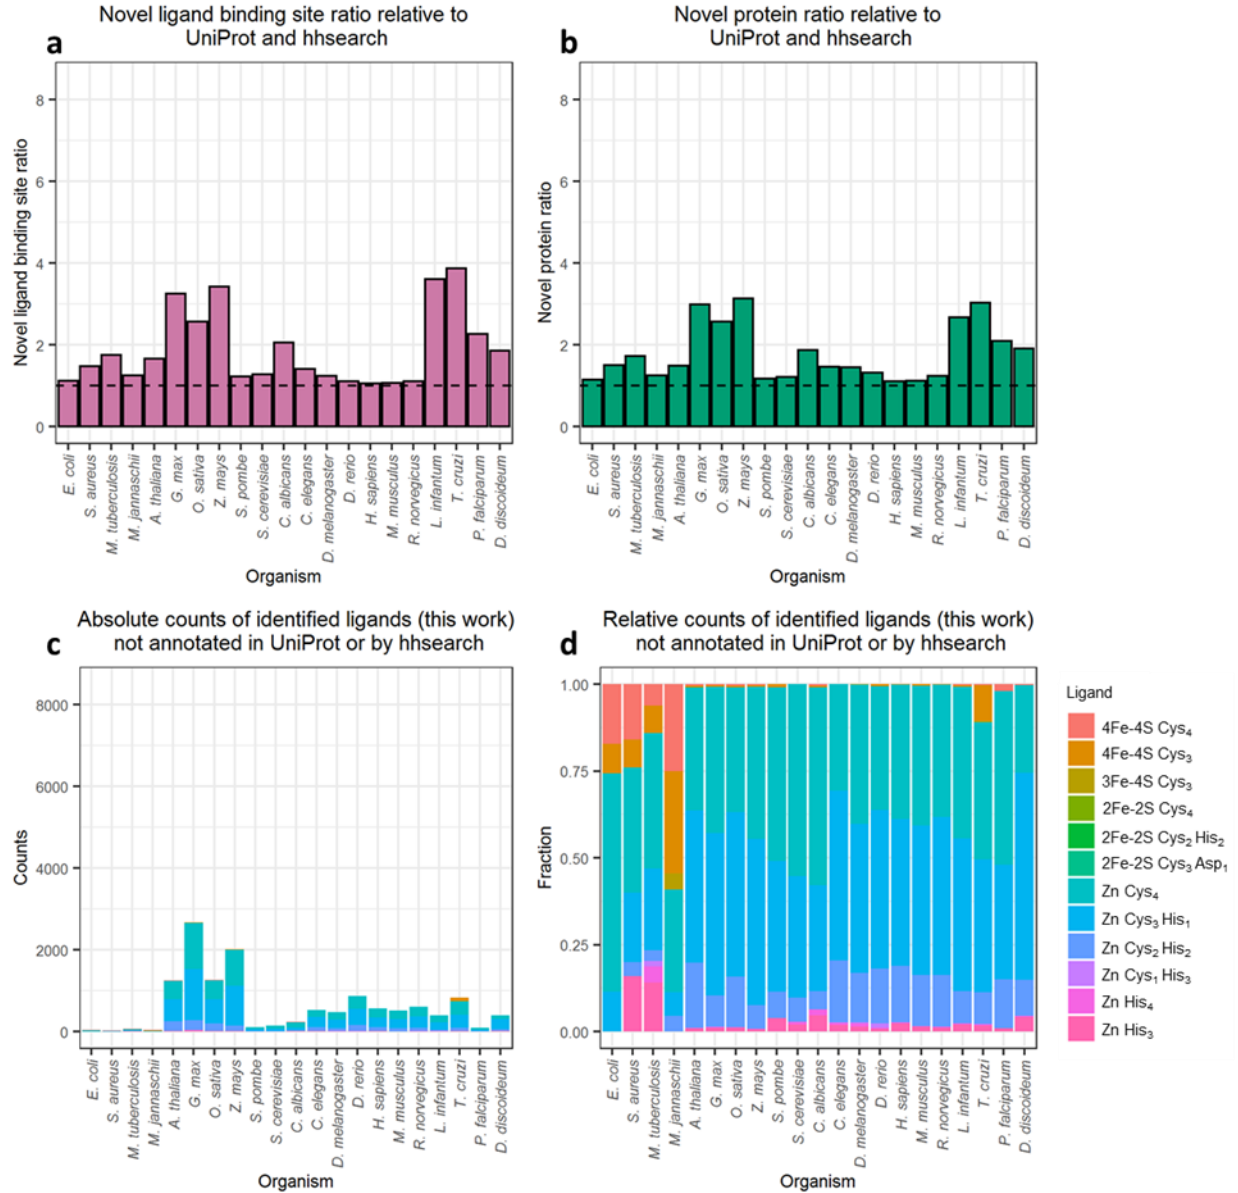 Novel ligand binding site ratio relative to
UniProt and hhsearch
a
Novel ligand binding site ratio
8
6
4
2
0
E. coli
S. aureus
M. tuberculosis
M. jannaschii
A. thaliana
G. max
O. sativa
Z. mays
S. pombe
S. cerevisiae
C. albicans
C. elegans
D. melanogaster
D. rerio
H. sapiens
M. musculus
R. norvegicus
L. infantum
T. cruzi
P. falciparum
D. discoideum
Organism
Novel protein ratio relative to
UniProt and hhsearch
b
Novel protein ratio
8
6
4
2
0
E. coli
S. aureus
M. tuberculosis
M. jannaschii
A. thaliana
G. max
O. sativa
Z. mays
S. pombe
S. cerevisiae
C. albicans
C. elegans
D. melanogaster
D. rerio
H. sapiens
M. musculus
R. norvegicus
L. infantum
T. cruzi
P. falciparum
D. discoideum
Organism
Absolute counts of identified ligands (this work)
not annotated in UniProt or by hhsearch
c
Counts
8000
6000
4000
2000
0
E. coli
S. aureus
M. tuberculosis
M. jannaschii
A. thaliana
G. max
O. sativa
Z. mays
S. pombe
S. cerevisiae
C. albicans
C. elegans
D. melanogaster
D. rerio
H. sapiens
M. musculus
R. norvegicus
L. infantum
T. cruzi
P. falciparum
D. discoideum
Organism
Relative counts of identified ligands (this work)
not annotated in UniProt or by hhsearch
d
Fraction
1.00
0.75
0.50
0.25
0.00
E. coli
S. aureus
M. tuberculosis
M. jannaschii
A. thaliana
G. max
O. sativa
Z. mays
S. pombe
S. cerevisiae
C. albicans
C. elegans
D. melanogaster
D. rerio
H. sapiens
M. musculus
R. norvegicus
L. infantum
T. cruzi
P. falciparum
D. discoideum
Organism
Ligand
4Fe-4S Cys₄
4Fe-4S Cys₃
3Fe-4S Cys₃
2Fe-2S Cys₄
2Fe-2S Cys₂ His₂
2Fe-2S Cys₃ Asp₁
Zn Cys₄
Zn Cys₃ His₁
Zn Cys₂ His₂
Zn Cys₁ His₃
Zn His₄
Zn His₃